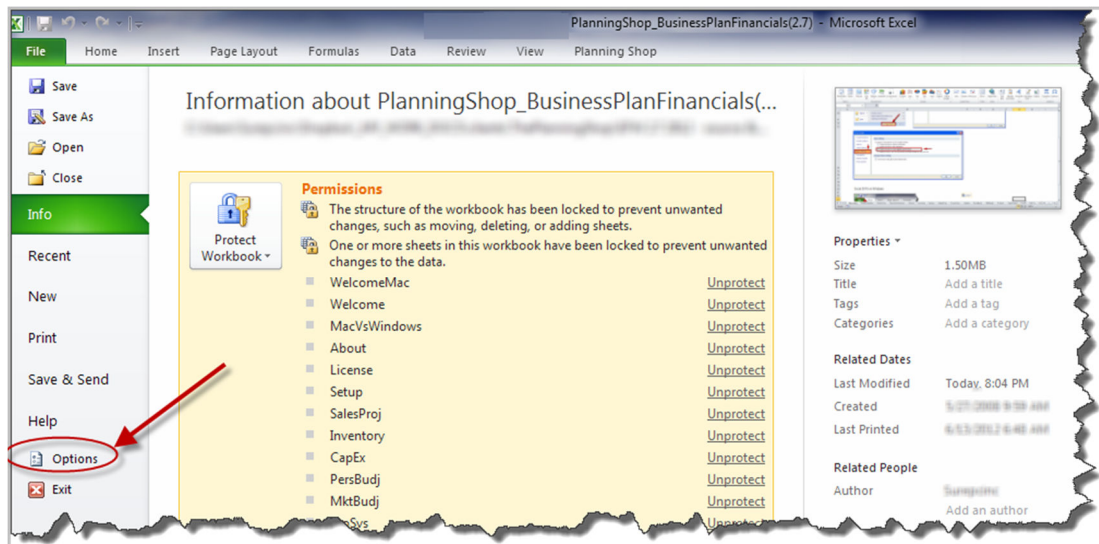 PlanningShop_BusinessPlanFinancials(2.7) - Microsoft Excel
File Home Insert Page Layout Formulas Data Review View Planning Shop
Save
Save As
Open
Close
Info
Recent
New
Print
Save & Send
Help
Options
Exit
Information about PlanningShop_BusinessPlanFinancials(...
Protect
Workbook
Permissions
The structure of the workbook has been locked to prevent unwanted
changes, such as moving, deleting, or adding sheets.
One or more sheets in this workbook have been locked to prevent unwanted
changes to the data.
WelcomeMac Unprotect
Welcome Unprotect
MacVsWindows Unprotect
About Unprotect
License Unprotect
Setup Unprotect
SalesProj Unprotect
Inventory Unprotect
CapEx Unprotect
PersBudj Unprotect
MktBudj Unprotect
Unprotect
Properties
Size 1.50MB
Title Add a title
Tags Add a tag
Categories Add a category
Related Dates
Last Modified Today, 8:04 PM
Created
Last Printed
Related People
Author
Add an author